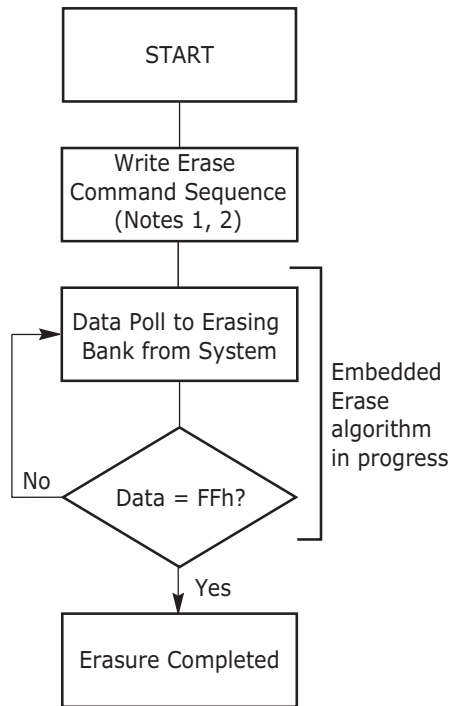 START
Write Erase
Command Sequence
(Notes 1, 2)
Data Poll to Erasing
Bank from System
Embedded
Erase
algorithm
in progress
No
Data = FFh?
Yes
Erasure Completed